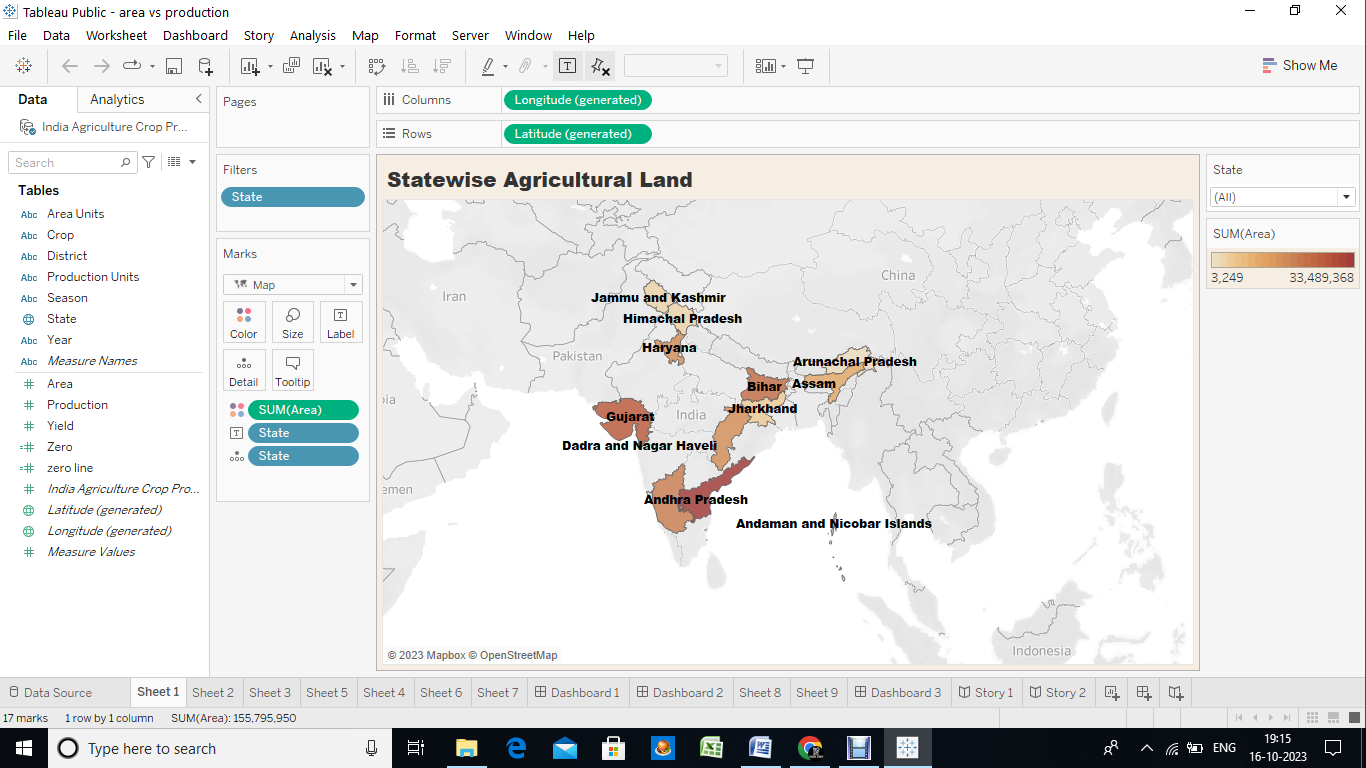 Tableau Public - area vs production
File Data Worksheet Dashboard Story Analysis Map Format Server Window Help
Show Me
Data Analytics
India Agriculture Crop Pr...
Search
Tables
Abc Area Units
Abc Crop
Abc District
Abc Production Units
Abc Season
State
Abc Year
Abc Measure Names
Area
Production
Yield
Zero
zero line
India Agriculture Crop Pro...
Latitude (generated)
Longitude (generated)
Measure Values
Pages
Filters
State
Marks
Map
Color Size Label
Detail Tooltip
SUM(Area)
State
State
Columns Longitude (generated)
Rows Latitude (generated)
Statewise Agricultural Land
China
Iran
Jammu and Kashmir
Himachal Pradesh
Haryana
Pakistan
Arunachal Pradesh
Assam
Bihar
Jharkhand
Gujarat
India
Dadra and Nagar Haveli
emen
Andhra Pradesh
Andaman and Nicobar Islands
Indonesia
© 2023 Mapbox © OpenStreetMap
State
(All)
SUM(Area)
3,249 33,489,368
Data Source Sheet 1 Sheet 2 Sheet 3 Sheet 5 Sheet 4 Sheet 6 Sheet 7 Dashboard 1 Dashboard 2 Sheet 8 Sheet 9 Dashboard 3 Story 1 Story 2
17 marks 1 row by 1 column SUM(Area): 155,795,950
Type here to search
ENG
19:15
16-10-2023